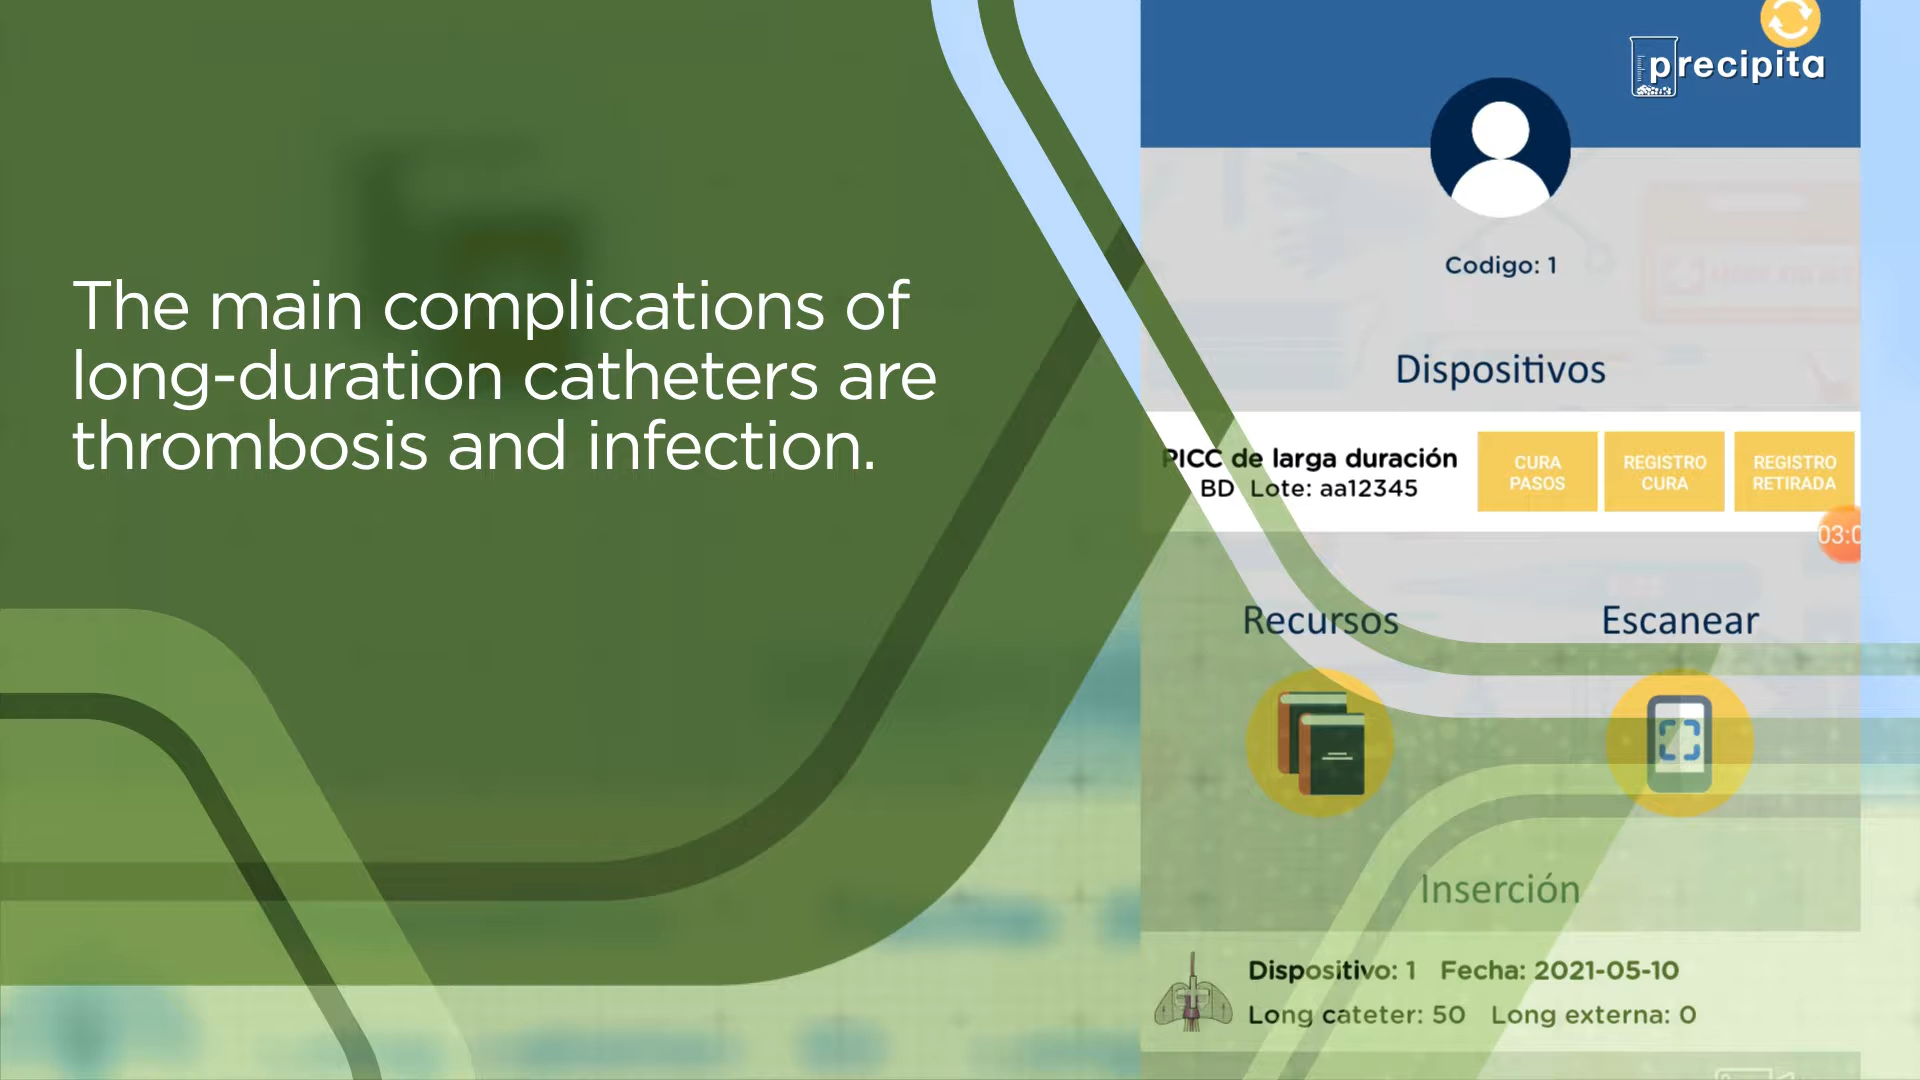 The main complications of
long-duration catheters are
thrombosis and infection.
precipita
Codigo: 1
Dispositivos
PICC de larga duración
BD Lote: aa12345
CURA
PASOS
REGISTRO
CURA
REGISTRO
RETIRADA
03:0
Recursos
Escanear
Inserción
Dispositivo: 1 Fecha: 2021-05-10
Long cateter: 50 Long externa: 0